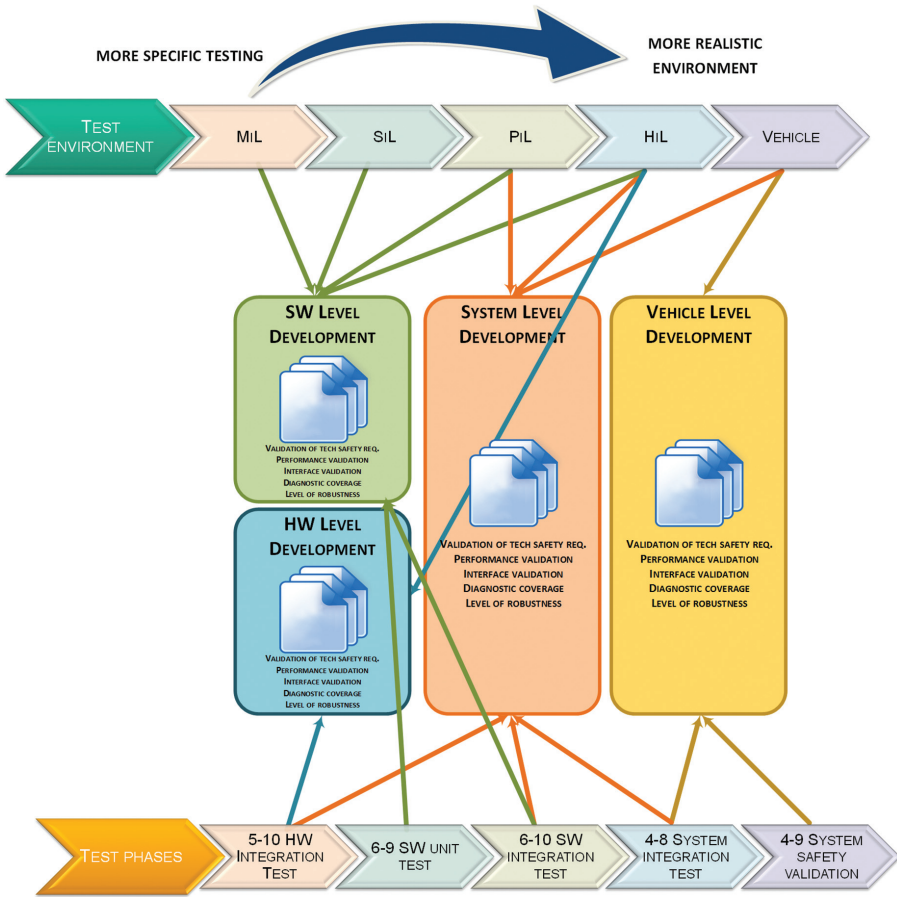 MORE SPECIFIC TESTING
MORE REALISTIC
ENVIRONMENT
TEST
ENVIRONMENT
MIL
SIL
PIL
HIL
VEHICLE
SW LEVEL
DEVELOPMENT
VALIDATION OF TECH SAFETY REQ.
PERFORMANCE VALIDATION
INTERFACE VALIDATION
DIAGNOSTIC COVERAGE
LEVEL OF ROBUSTNESS
HW LEVEL
DEVELOPMENT
VALIDATION OF TECH SAFETY REQ.
PERFORMANCE VALIDATION
INTERFACE VALIDATION
DIAGNOSTIC COVERAGE
LEVEL OF ROBUSTNESS
SYSTEM LEVEL
DEVELOPMENT
VALIDATION OF TECH SAFETY REQ.
PERFORMANCE VALIDATION
INTERFACE VALIDATION
DIAGNOSTIC COVERAGE
LEVEL OF ROBUSTNESS
VEHICLE LEVEL
DEVELOPMENT
VALIDATION OF TECH SAFETY REQ.
PERFORMANCE VALIDATION
INTERFACE VALIDATION
DIAGNOSTIC COVERAGE
LEVEL OF ROBUSTNESS
TEST PHASES
5-10 HW
INTEGRATION
TEST
6-9 SW UNIT
TEST
6-10 SW
INTEGRATION
TEST
4-8 SYSTEM
INTEGRATION
TEST
4-9 SYSTEM
SAFETY
VALIDATION